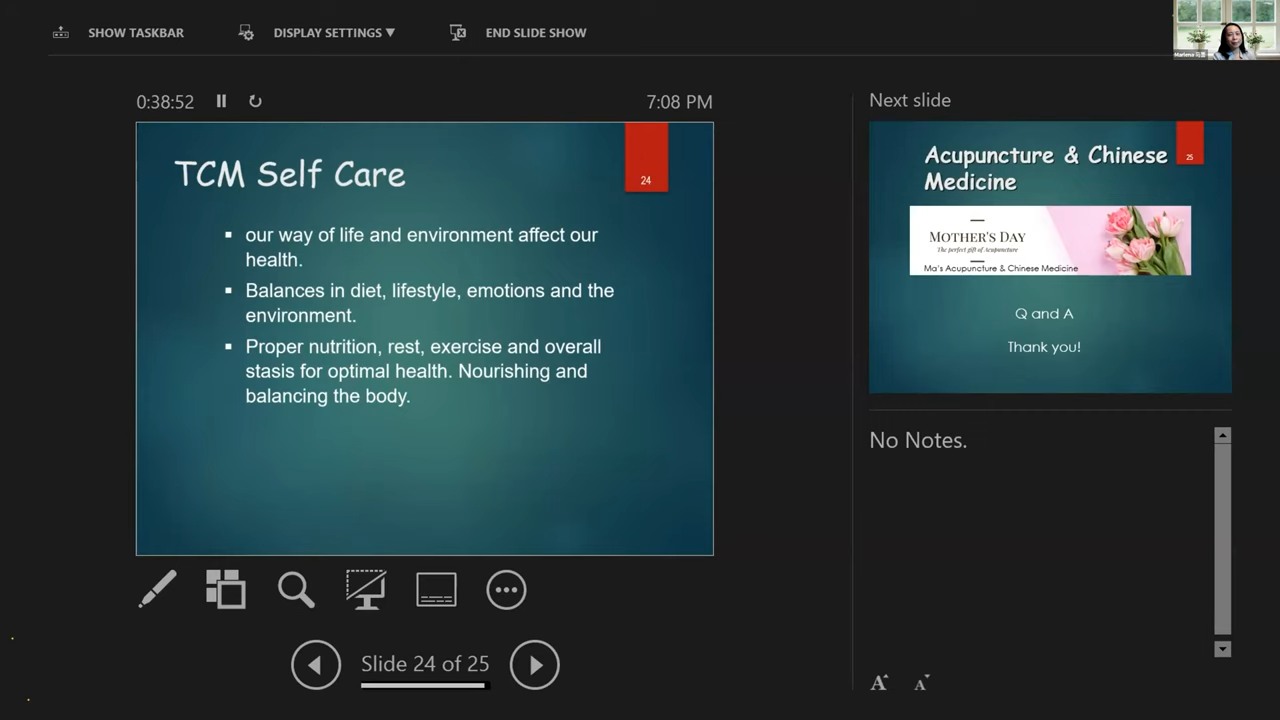 SHOW TASKBAR
DISPLAY SETTINGS ▼
END SLIDE SHOW
Marlena 马蕾
0:38:52
7:08 PM
TCM Self Care
24
▪ our way of life and environment affect our
health.
▪ Balances in diet, lifestyle, emotions and the
environment.
▪ Proper nutrition, rest, exercise and overall
stasis for optimal health. Nourishing and
balancing the body.
Slide 24 of 25
Next slide
Acupuncture & Chinese
Medicine
25
MOTHER'S DAY
The perfect gift of Acupuncture
Ma's Acupuncture & Chinese Medicine
Q and A
Thank you!
No Notes.
A A